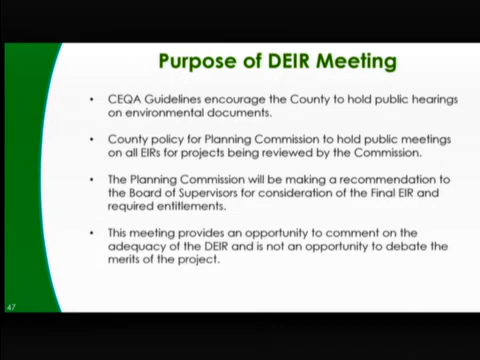 Purpose of DEIR Meeting
• CEQA Guidelines encourage the County to hold public hearings
on environmental documents.
• County policy for Planning Commission to hold public meetings
on all EIRs for projects being reviewed by the Commission.
• The Planning Commission will be making a recommendation to
the Board of Supervisors for consideration of the Final EIR and
required entitlements.
• This meeting provides an opportunity to comment on the
adequacy of the DEIR and is not an opportunity to debate the
merits of the project.
47